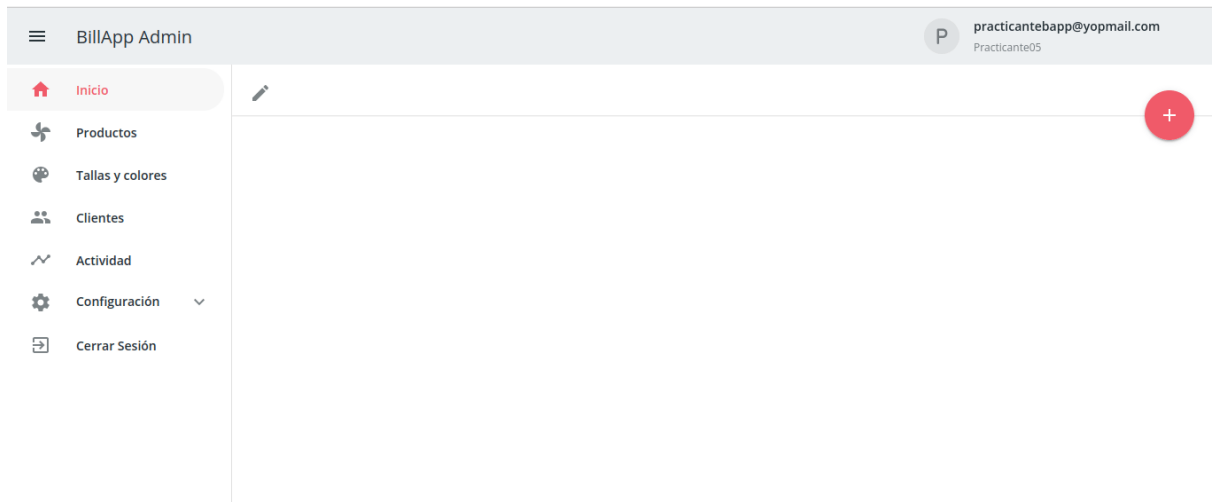 BillApp Admin
P
practicantebapp@yopmail.com
Practicante05
Inicio
Productos
Tallas y colores
Clientes
Actividad
Configuración
Cerrar Sesión